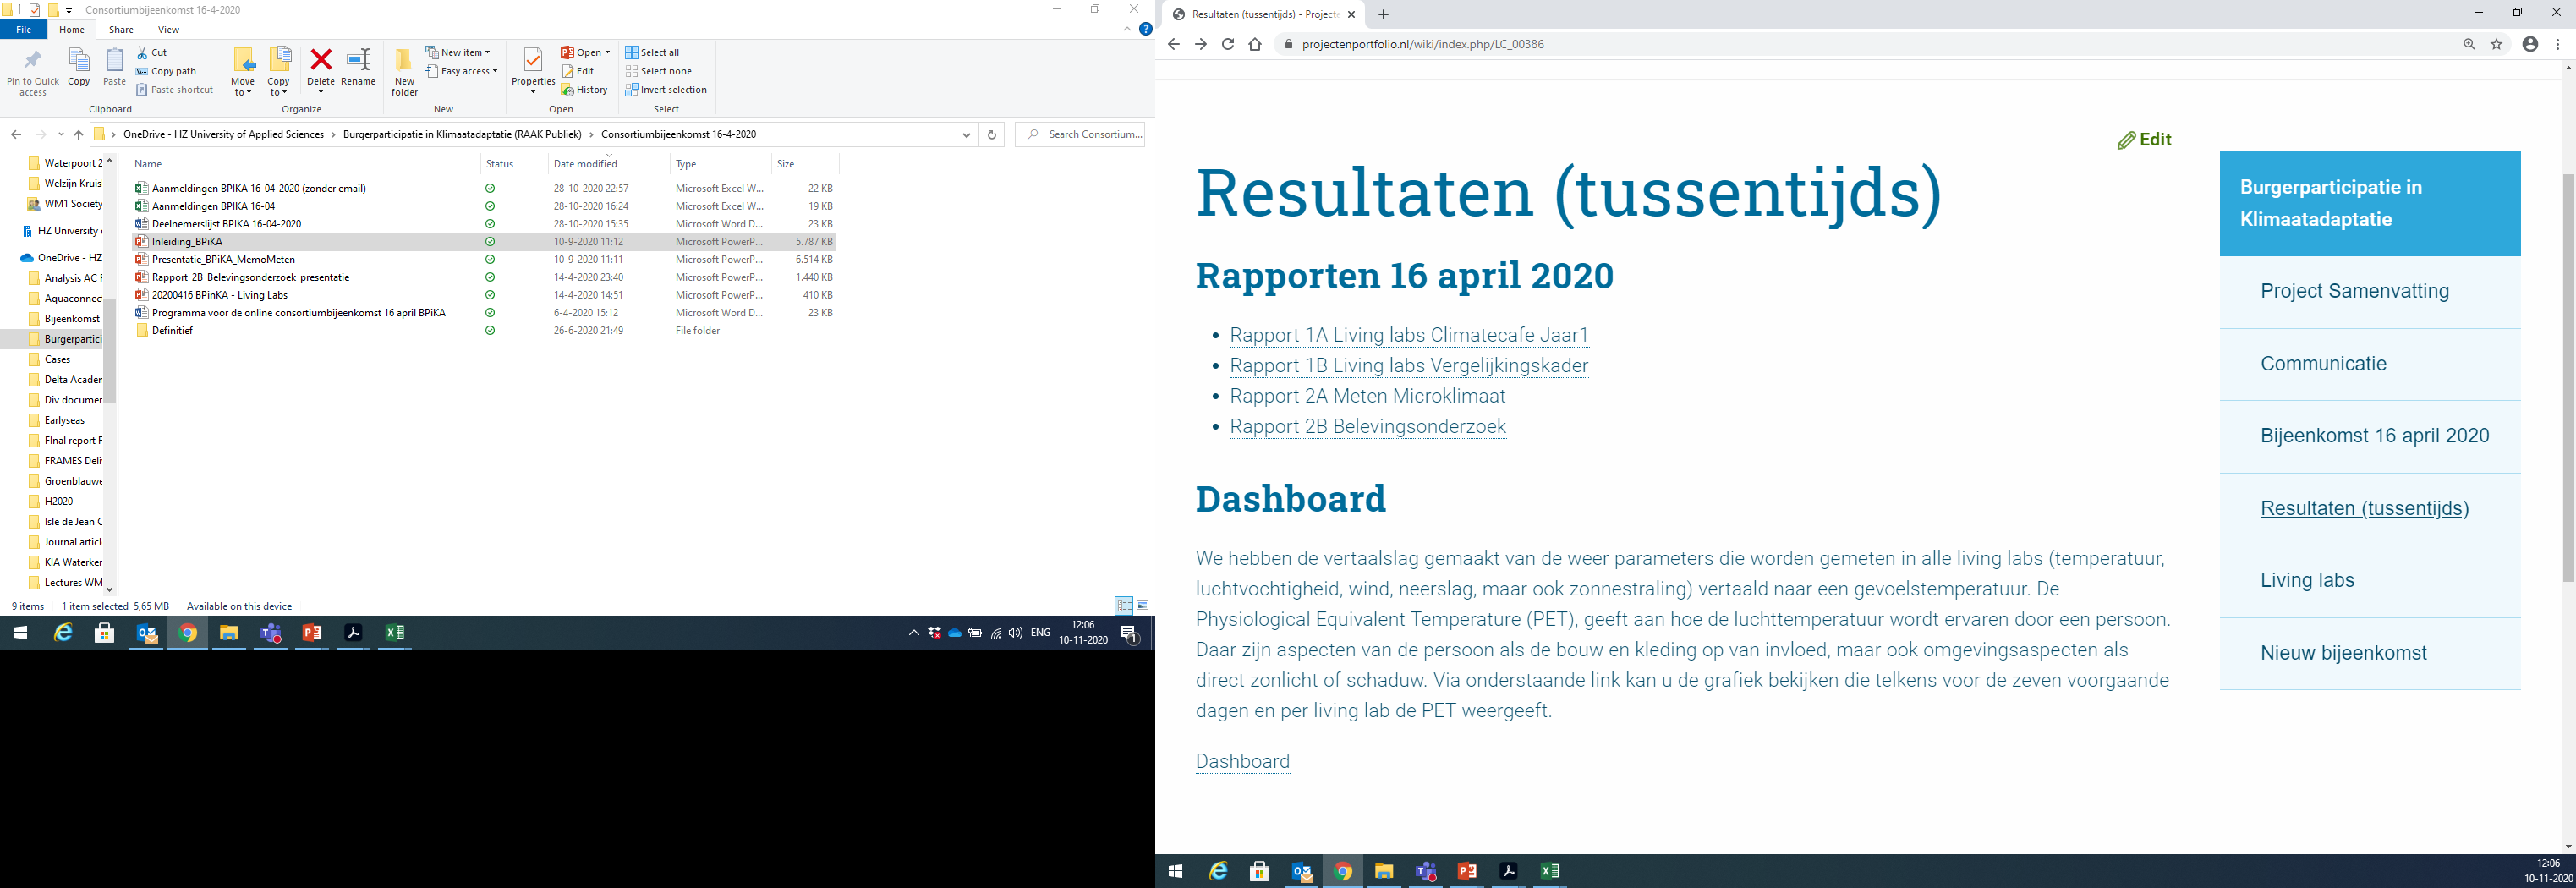 Consortiumbijeenkomst 16-4-2020
File Home Share View
Pin to Quick access
Copy
Paste
Cut
Copy path
Paste shortcut
Clipboard
Move to
Copy to
Delete
Rename
Organize
New folder
New item
Easy access
New
Properties
Open
Edit
History
Open
Select all
Select none
Invert selection
Select
OneDrive - HZ University of Applied Sciences > Burgerparticipatie in Klimaatadaptatie (RAAK Publiek) > Consortiumbijeenkomst 16-4-2020
Search Consortium...
Waterpoort 2
Welzijn Kruis
WM1 Society
HZ University
OneDrive - HZ
Analysis AC F
Aquaconnec
Bijeenkomst
Burgerpartici
Cases
Delta Acader
Div documer
Earlyseas
FInal report F
FRAMES Deli
Groenblauwe
H2020
Isle de Jean C
Journal articl
KIA Waterker
Lectures WM
Name Status Date modified Type Size
Aanmeldingen BPIKA 16-04-2020 (zonder email) 28-10-2020 22:57 Microsoft Excel W... 22 KB
Aanmeldingen BPIKA 16-04 28-10-2020 16:24 Microsoft Excel W... 19 KB
Deelnemerslijst BPIKA 16-04-2020 28-10-2020 15:35 Microsoft Word D... 23 KB
Inleiding_BPiKA 10-9-2020 11:12 Microsoft PowerP... 5.787 KB
Presentatie_BPiKA_MemoMeten 10-9-2020 11:11 Microsoft PowerP... 6.514 KB
Rapport_2B_Belevingsonderzoek_presentatie 14-4-2020 23:40 Microsoft PowerP... 1.440 KB
20200416 BPinKA - Living Labs 14-4-2020 14:51 Microsoft PowerP... 410 KB
Programma voor de online consortiumbijeenkomst 16 april BPiKA 6-4-2020 15:12 Microsoft Word D... 23 KB
Definitief 26-6-2020 21:49 File folder
9 items 1 item selected 5,65 MB Available on this device
ENG 12:06
10-11-2020
1
Resultaten (tussentijds) - Project
projectenportfolio.nl/wiki/index.php/LC_00386
Edit
Resultaten (tussentijds)
Rapporten 16 april 2020
• Rapport 1A Living labs Climatecafe Jaar1
• Rapport 1B Living labs Vergelijkingskader
• Rapport 2A Meten Microklimaat
• Rapport 2B Belevingsonderzoek
Dashboard
We hebben de vertaalslag gemaakt van de weer parameters die worden gemeten in alle living labs (temperatuur,
luchtvochtigheid, wind, neerslag, maar ook zonnestraling) vertaald naar een gevoelstemperatuur. De
Physiological Equivalent Temperature (PET), geeft aan hoe de luchttemperatuur wordt ervaren door een persoon.
Daar zijn aspecten van de persoon als de bouw en kleding op van invloed, maar ook omgevingsaspecten als
direct zonlicht of schaduw. Via onderstaande link kan u de grafiek bekijken die telkens voor de zeven voorgaande
dagen en per living lab de PET weergeeft.
Dashboard
Burgerparticipatie in
Klimaatadaptatie
Project Samenvatting
Communicatie
Bijeenkomst 16 april 2020
Resultaten (tussentijds)
Living labs
Nieuw bijeenkomst
12:06
10-11-2020